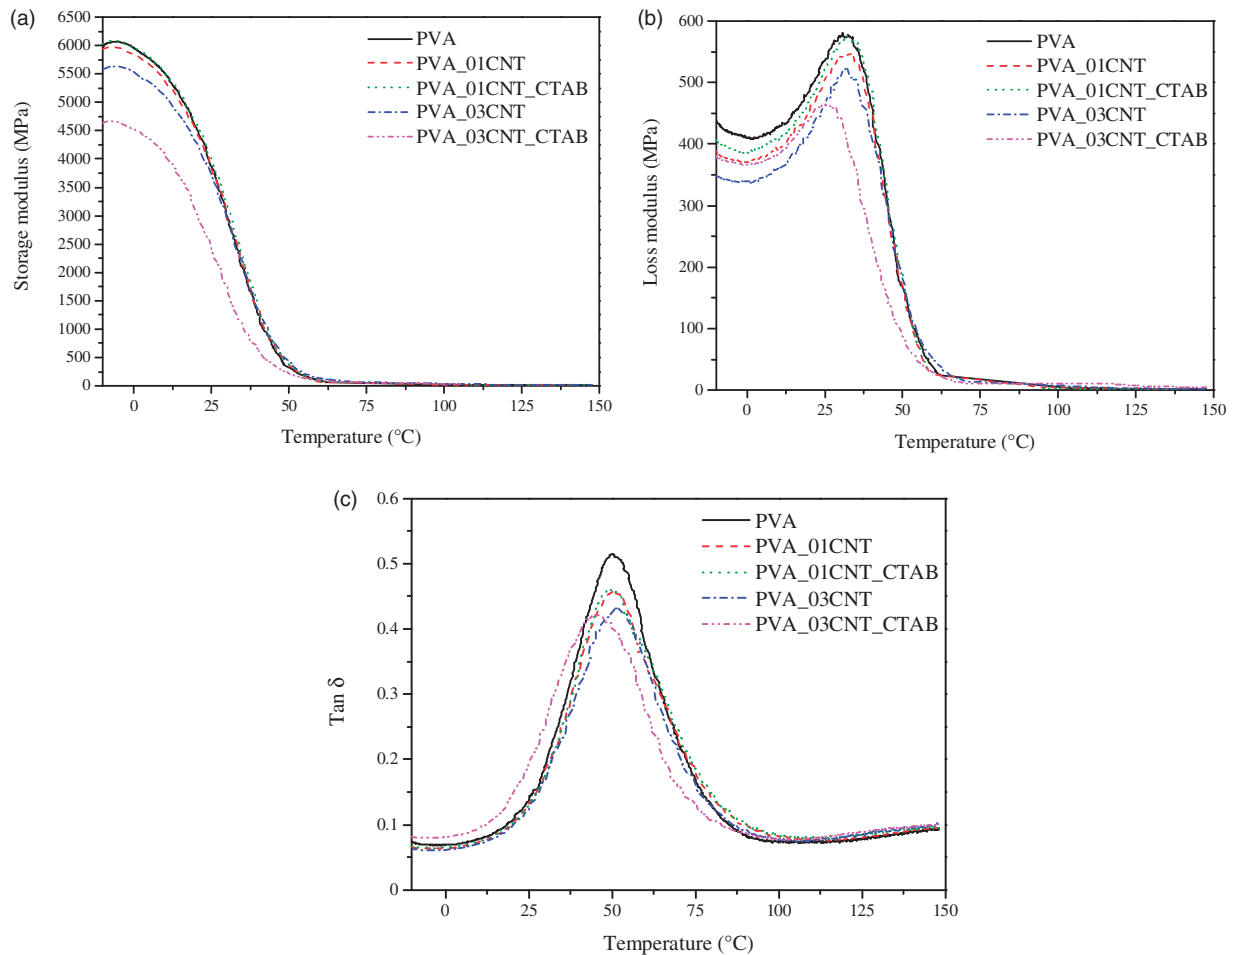 (a)
6500
6000
5500
5000
4500
4000
3500
3000
2500
2000
1500
1000
500
0
Storage modulus (MPa)
PVA
PVA_01CNT
PVA_01CNT_CTAB
PVA_03CNT
PVA_03CNT_CTAB
0 25 50 75 100 125 150
Temperature (°C)
(b)
600
500
400
300
200
100
0
Loss modulus (MPa)
PVA
PVA_01CNT
PVA_01CNT_CTAB
PVA_03CNT
PVA_03CNT_CTAB
0 25 50 75 100 125 150
Temperature (°C)
(c)
0.6
0.5
0.4
0.3
0.2
0.1
0
Tan δ
PVA
PVA_01CNT
PVA_01CNT_CTAB
PVA_03CNT
PVA_03CNT_CTAB
0 25 50 75 100 125 150
Temperature (°C)